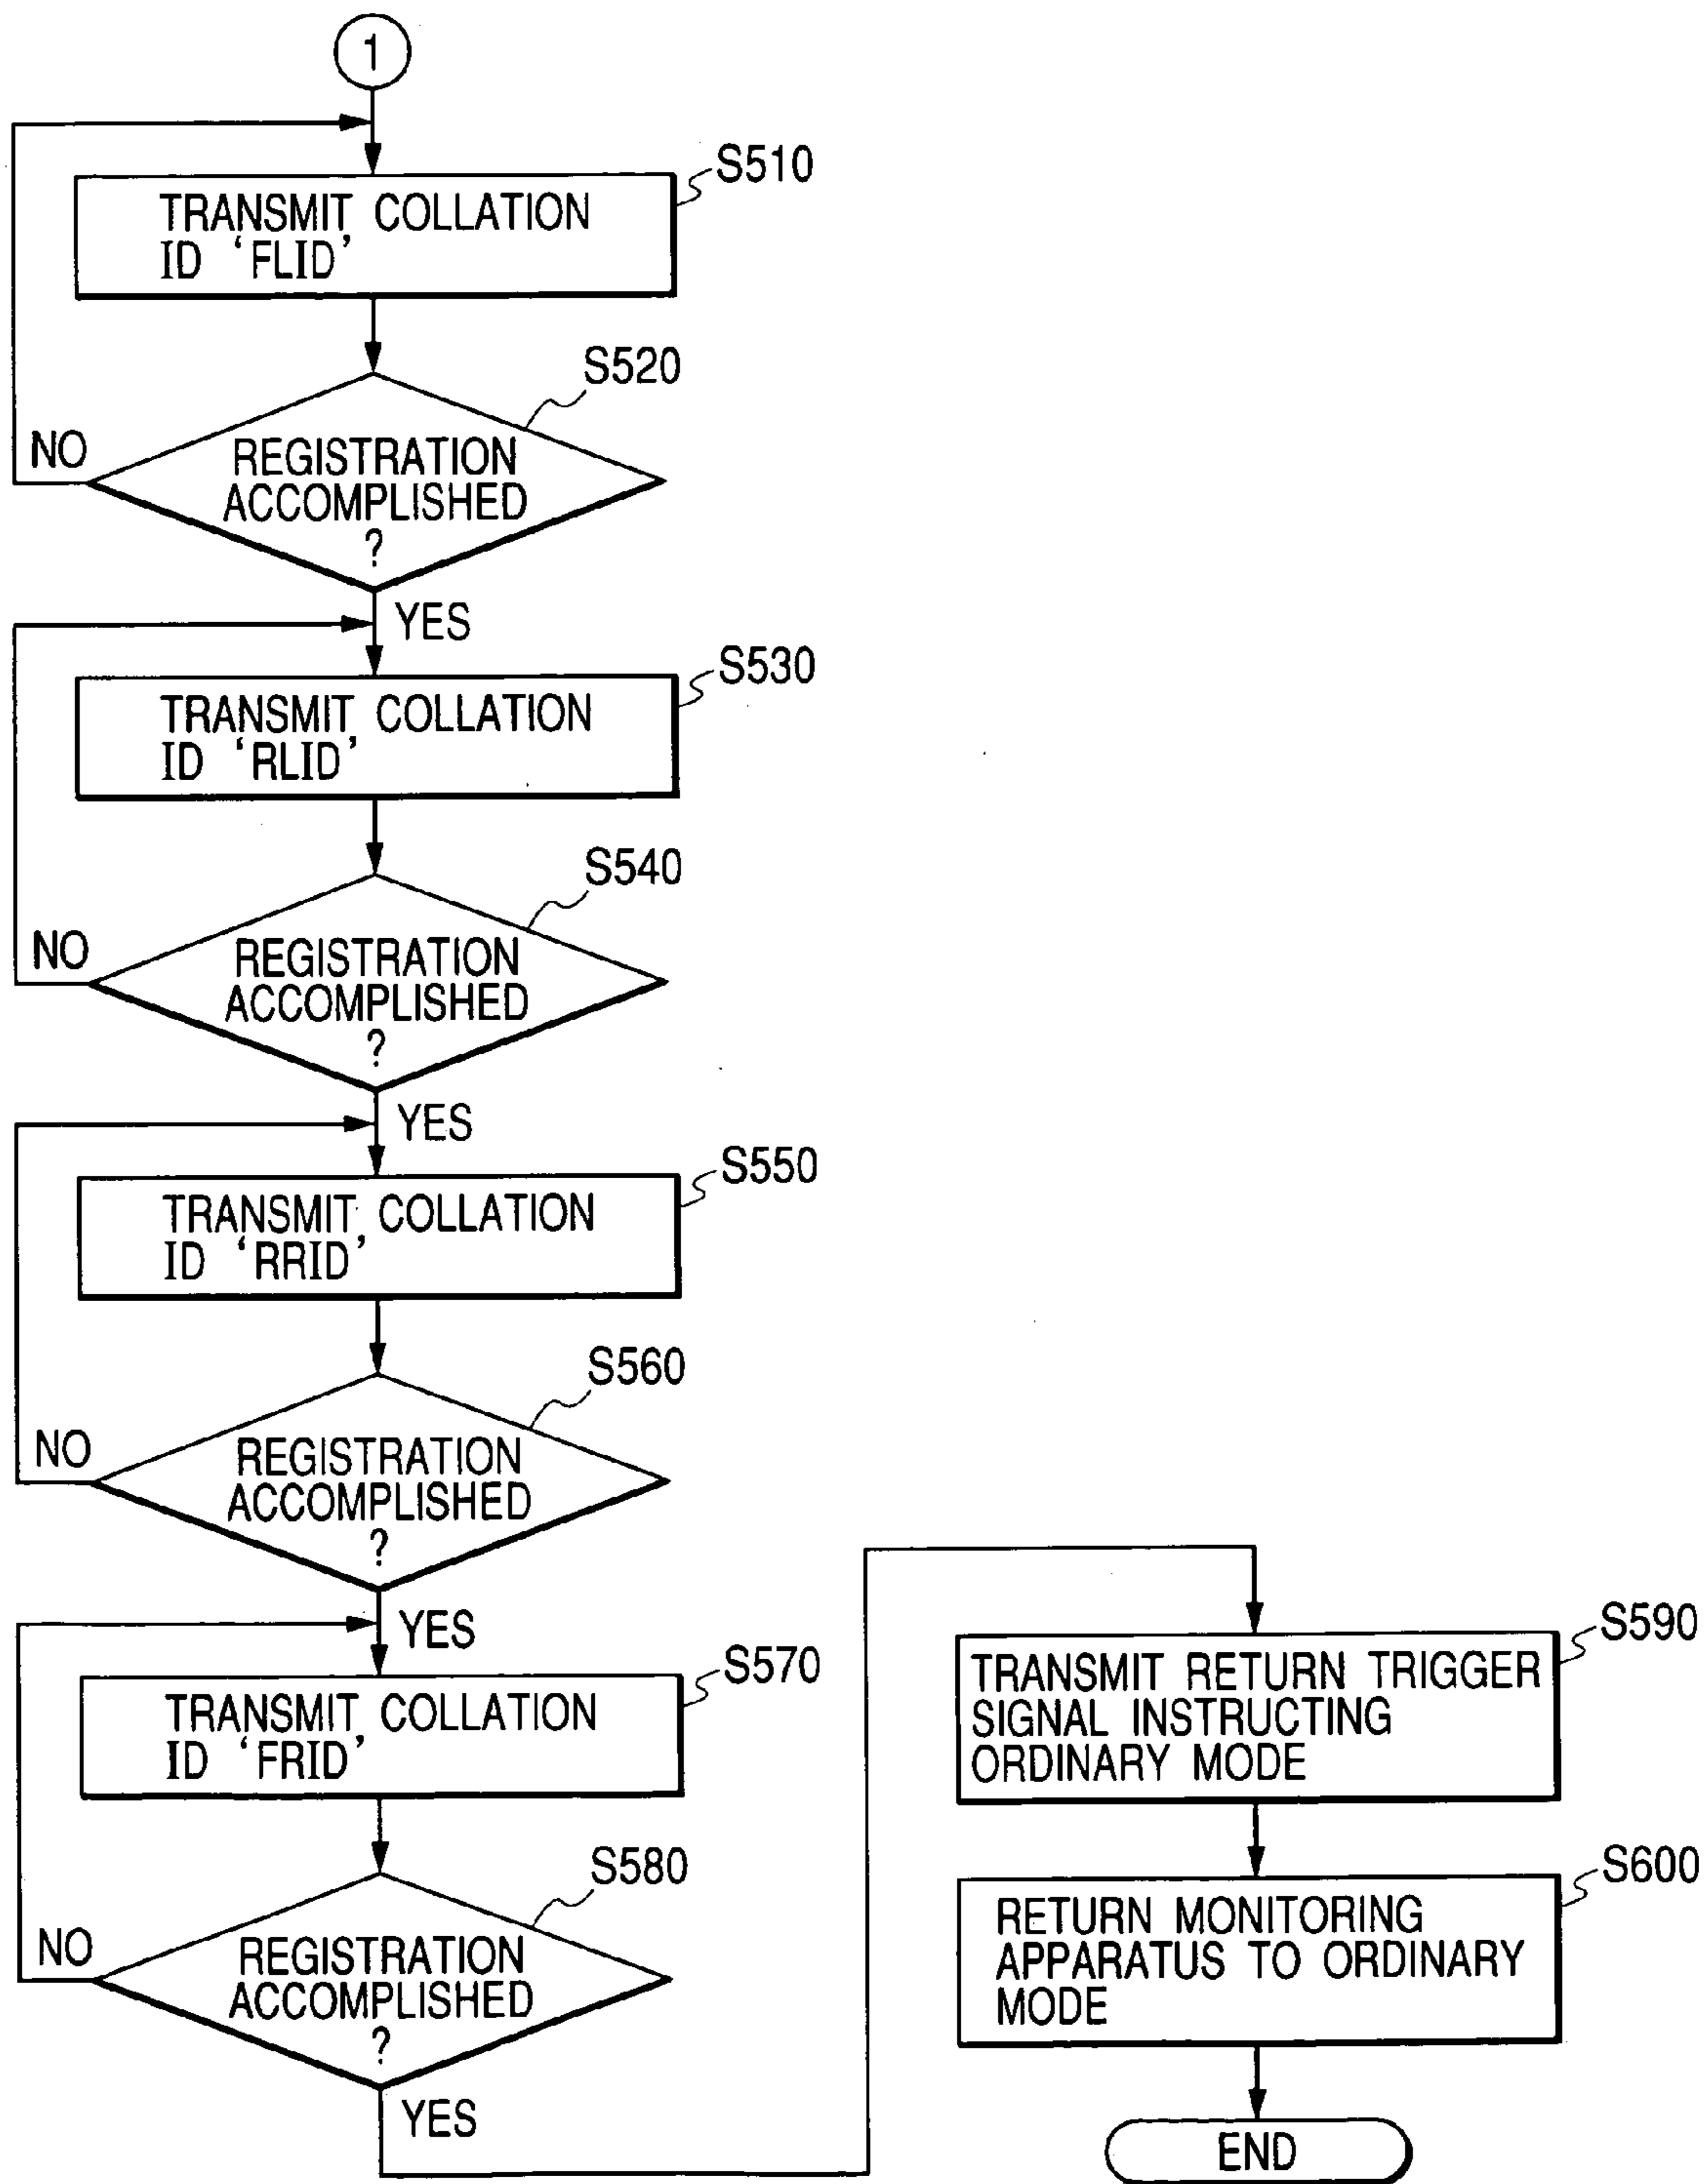 1
S510
TRANSMIT COLLATION
ID 'FLID'
S520
NO
REGISTRATION
ACCOMPLISHED
?
YES
S530
TRANSMIT COLLATION
ID 'RLID'
S540
NO
REGISTRATION
ACCOMPLISHED
?
YES
S550
TRANSMIT COLLATION
ID 'RRID'
S560
NO
REGISTRATION
ACCOMPLISHED
?
YES
S570
TRANSMIT COLLATION
ID 'FRID'
S580
NO
REGISTRATION
ACCOMPLISHED
?
YES
S590
TRANSMIT RETURN TRIGGER
SIGNAL INSTRUCTING
ORDINARY MODE
S600
RETURN MONITORING
APPARATUS TO ORDINARY
MODE
END